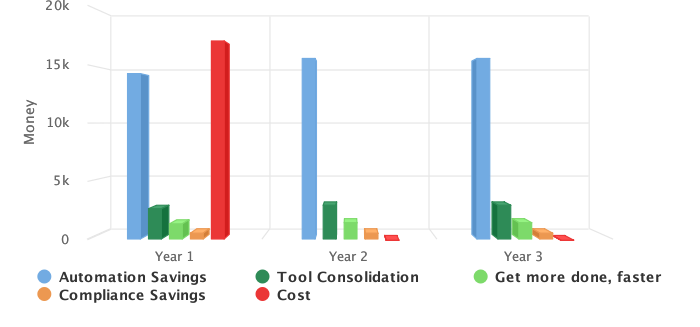 20k
15k
10k
5k
0
Money
Year 1 Year 2 Year 3
Automation Savings Tool Consolidation Get more done, faster
Compliance Savings Cost